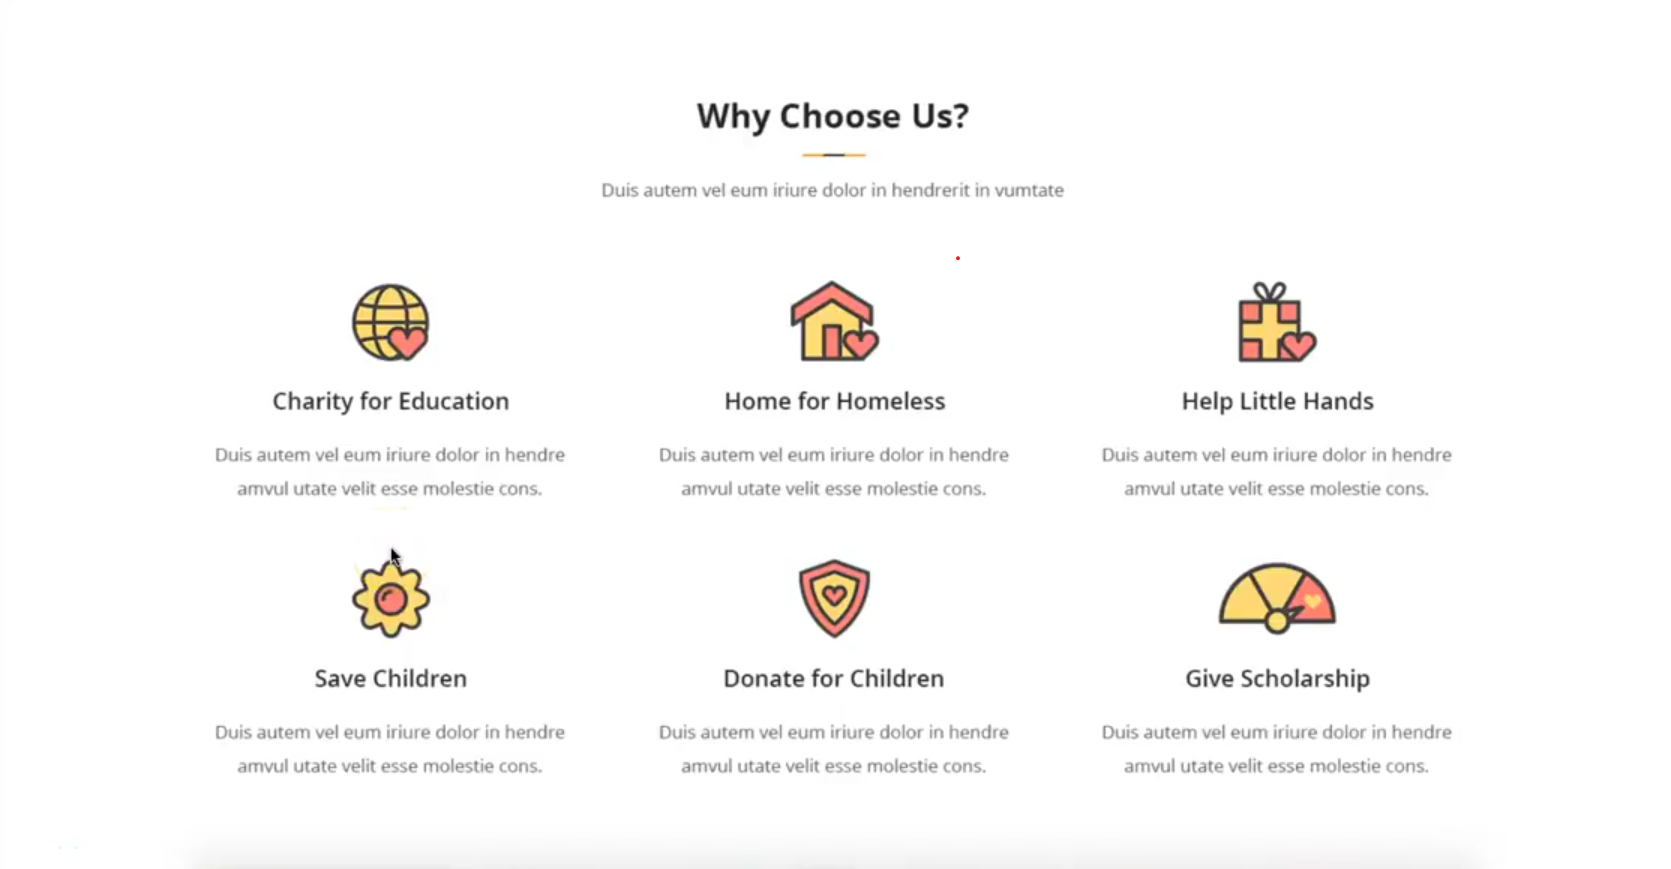 Why Choose Us?
Duis autem vel eum iriure dolor in hendrerit in vumtate
Charity for Education
Duis autem vel eum iriure dolor in hendre
amvul utate velit esse molestie cons.
Home for Homeless
Duis autem vel eum iriure dolor in hendre
amvul utate velit esse molestie cons.
Help Little Hands
Duis autem vel eum iriure dolor in hendre
amvul utate velit esse molestie cons.
Save Children
Duis autem vel eum iriure dolor in hendre
amvul utate velit esse molestie cons.
Donate for Children
Duis autem vel eum iriure dolor in hendre
amvul utate velit esse molestie cons.
Give Scholarship
Duis autem vel eum iriure dolor in hendre
amvul utate velit esse molestie cons.